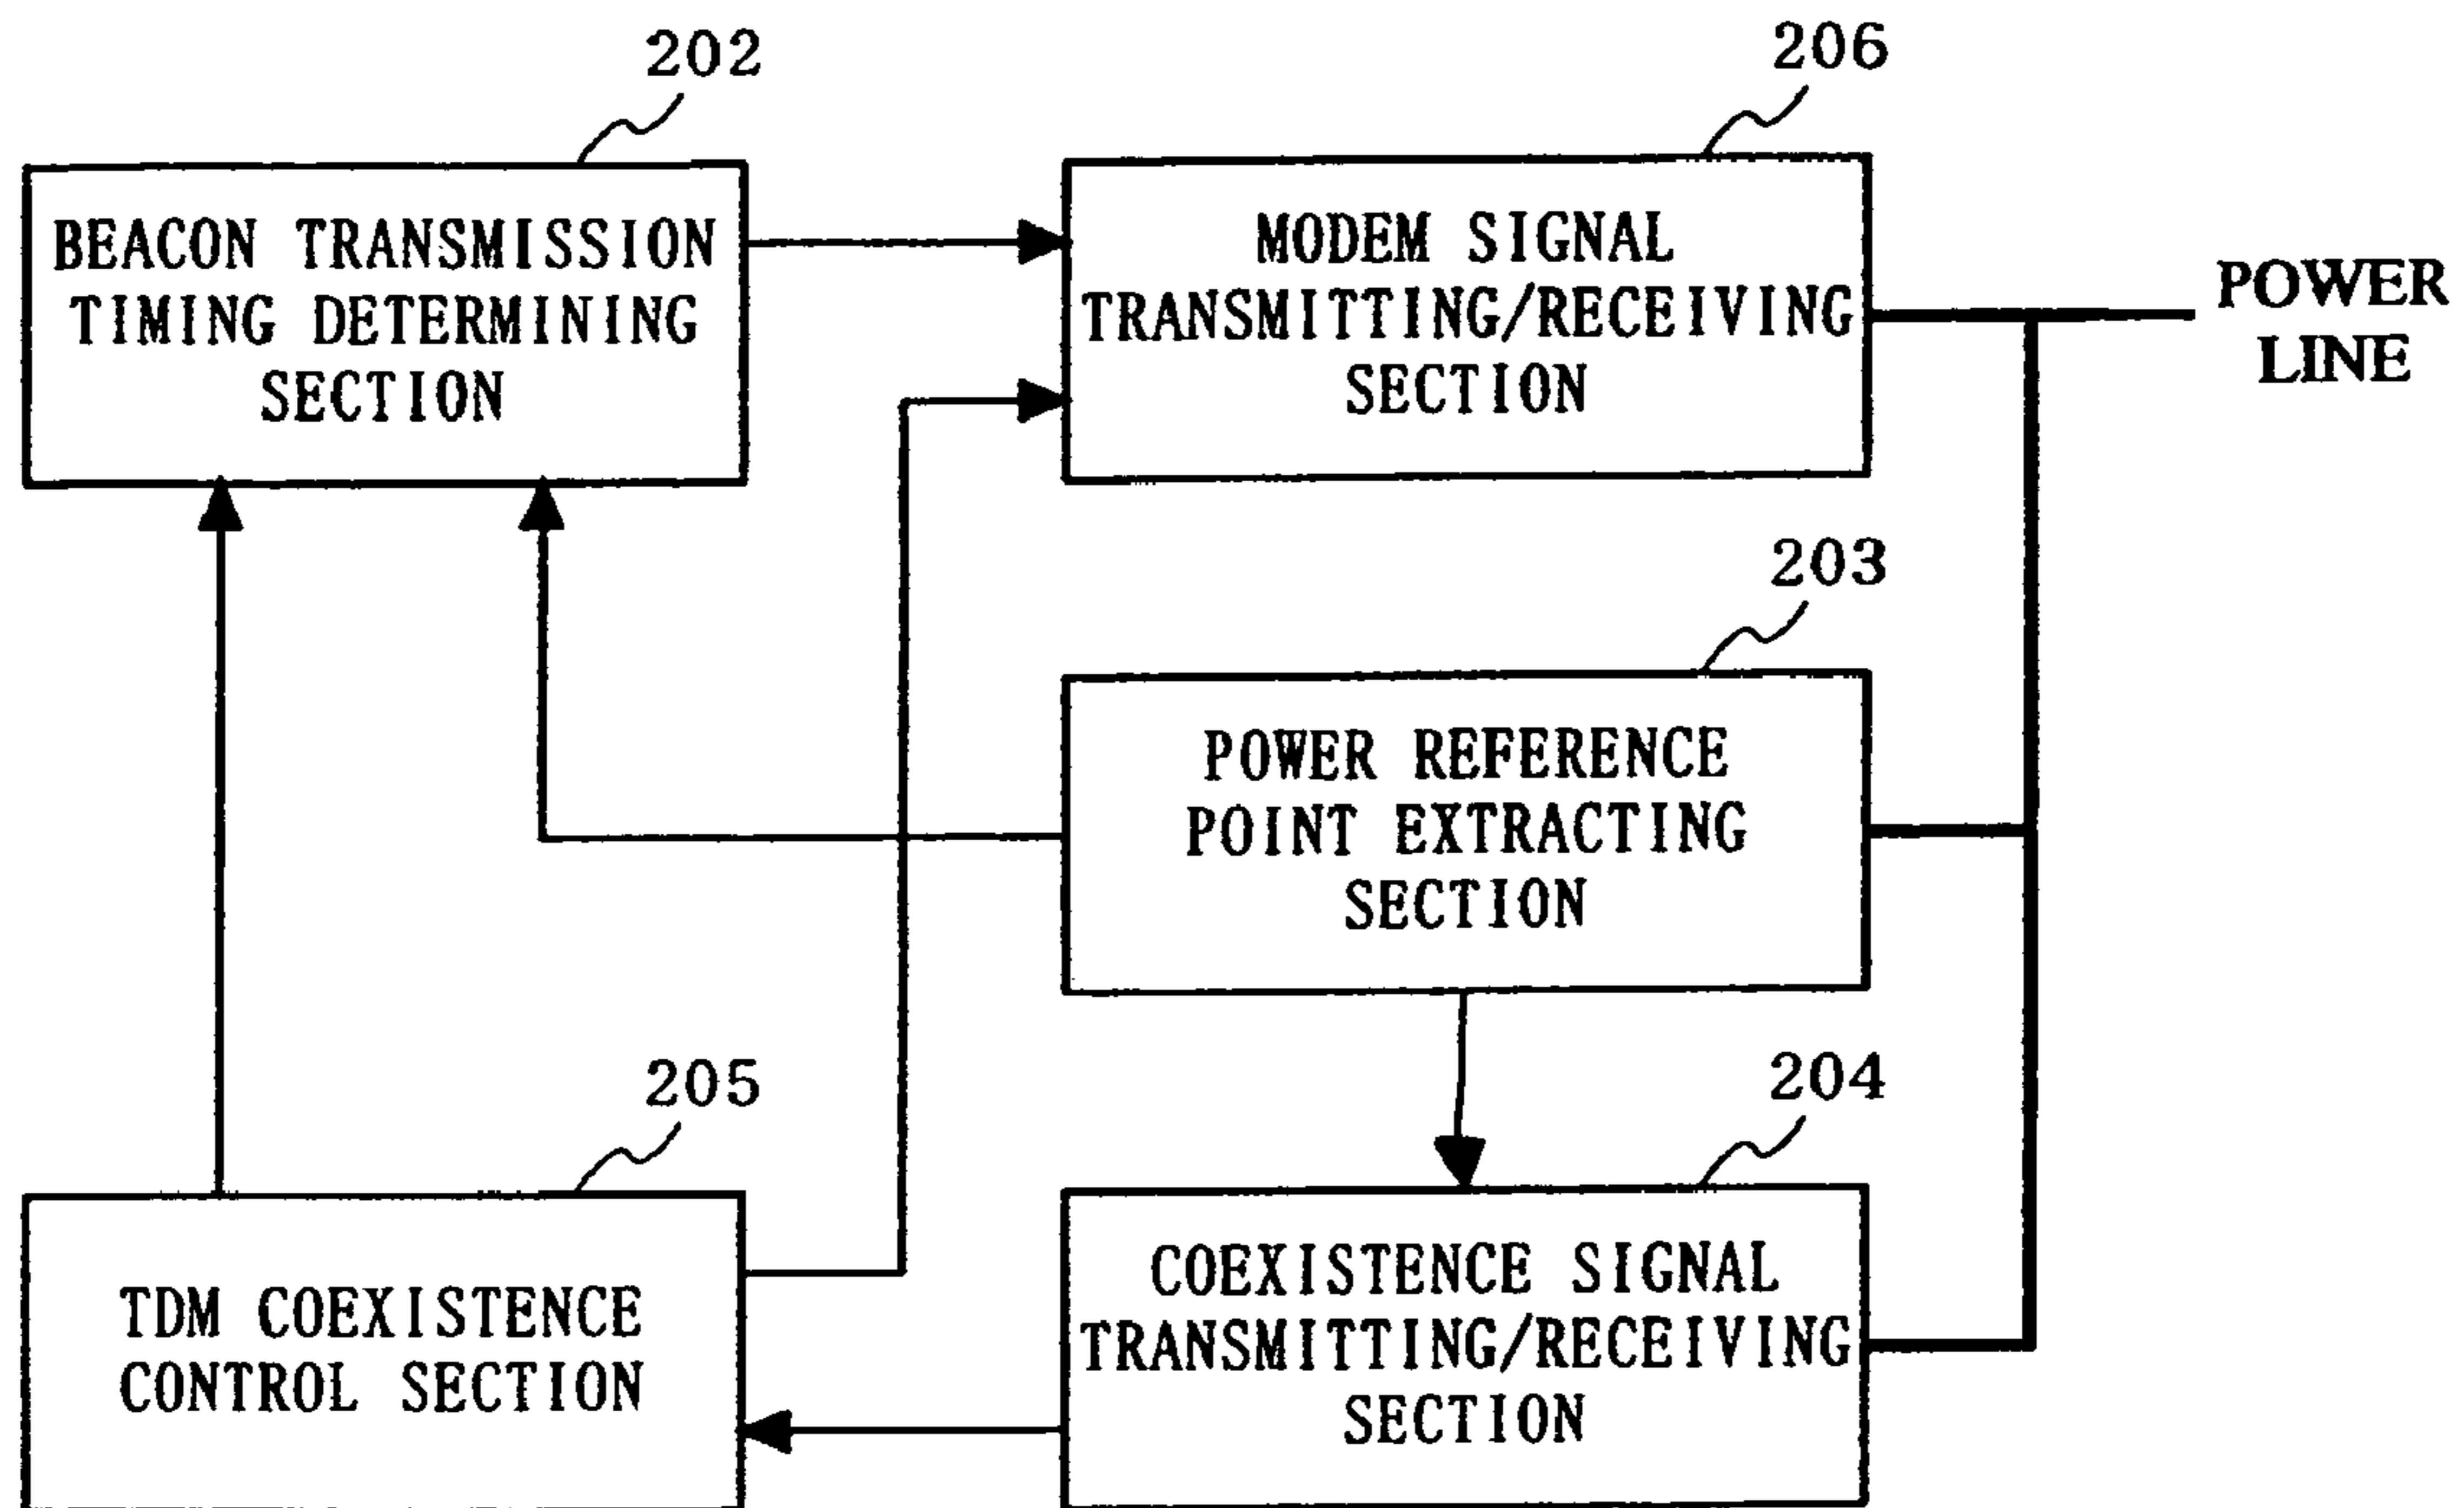 202
BEACON TRANSMISSION
TIMING DETERMINING
SECTION
206
MODEM SIGNAL
TRANSMITTING/RECEIVING
SECTION
POWER
LINE
203
POWER REFERENCE
POINT EXTRACTING
SECTION
205
TDM COEXISTENCE
CONTROL SECTION
204
COEXISTENCE SIGNAL
TRANSMITTING/RECEIVING
SECTION